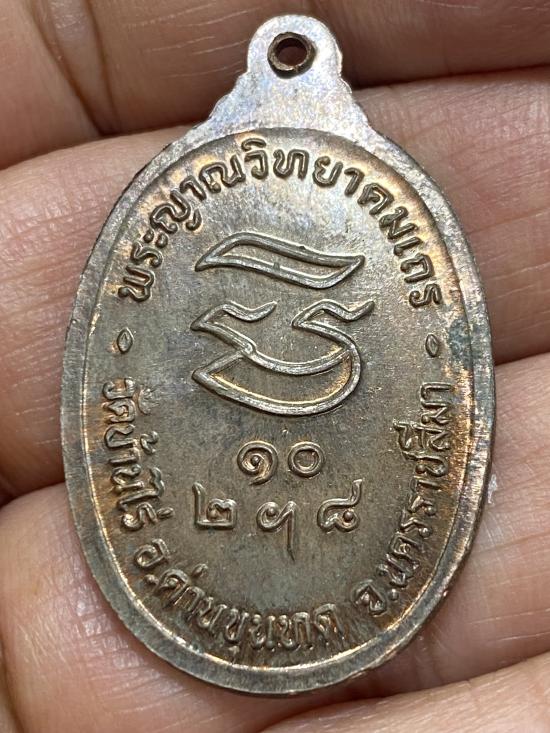 พระญาณวิทยาคมเถร
๑๐
๒ ๙ ๘
วัดบ้านไร่ อ.ด่านขุนทด จ.นครราชสีมา